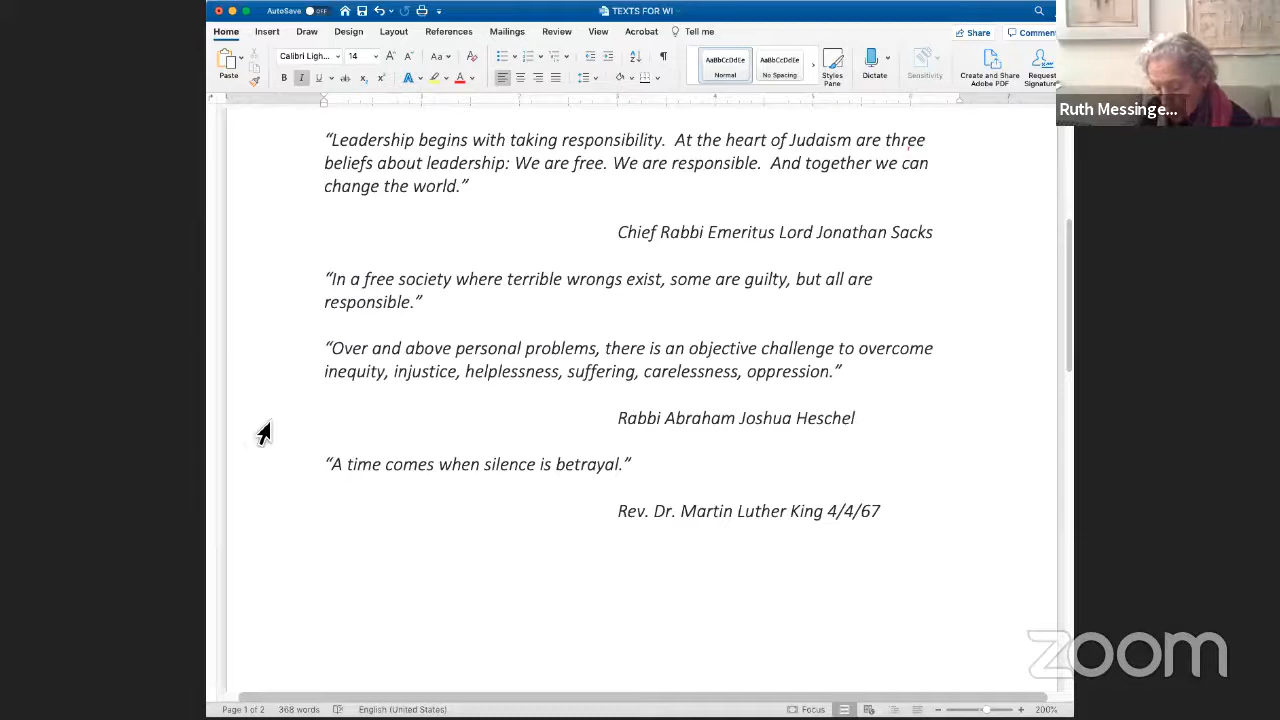 AutoSave OFF
TEXTS FOR WI
Home Insert Draw Design Layout References Mailings Review View Acrobat Tell me
Share Commen
Paste
Calibri Ligh... 14
AaBbCcDdEe
Normal
AaBbCcDdEe
No Spacing
Styles Pane
Dictate
Sensitivity
Create and Share Adobe PDF
Request Signature
“Leadership begins with taking responsibility. At the heart of Judaism are three
beliefs about leadership: We are free. We are responsible. And together we can
change the world.”
Chief Rabbi Emeritus Lord Jonathan Sacks
“In a free society where terrible wrongs exist, some are guilty, but all are
responsible.”
“Over and above personal problems, there is an objective challenge to overcome
inequity, injustice, helplessness, suffering, carelessness, oppression.”
Rabbi Abraham Joshua Heschel
“A time comes when silence is betrayal.”
Rev. Dr. Martin Luther King 4/4/67
Ruth Messinge...
zoom
Page 1 of 2 368 words English (United States) Focus 200%